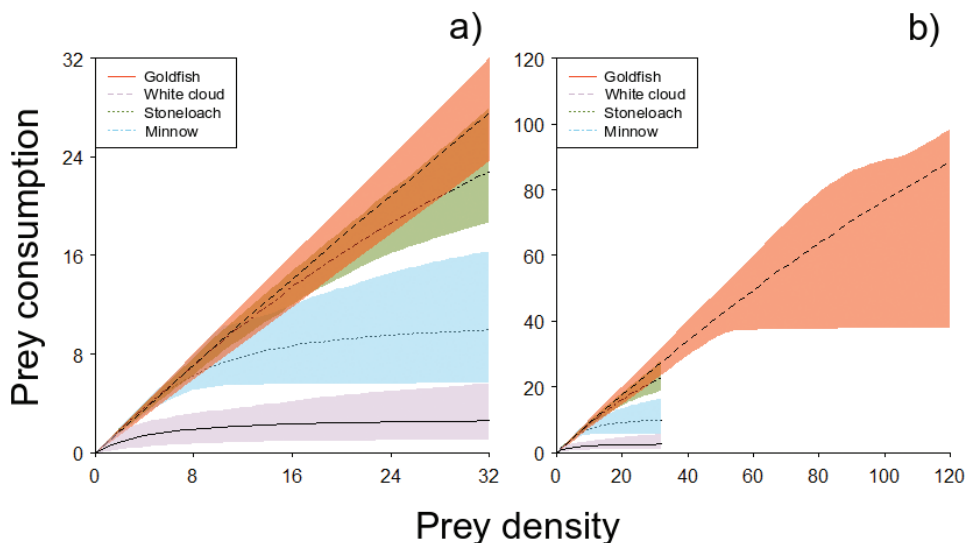 a)
b)
Prey consumption
32
24
16
8
0
Goldfish
White cloud
Stoneloach
Minnow
0 8 16 24 32
120
100
80
60
40
20
0
Goldfish
White cloud
Stoneloach
Minnow
0 20 40 60 80 100 120
Prey density